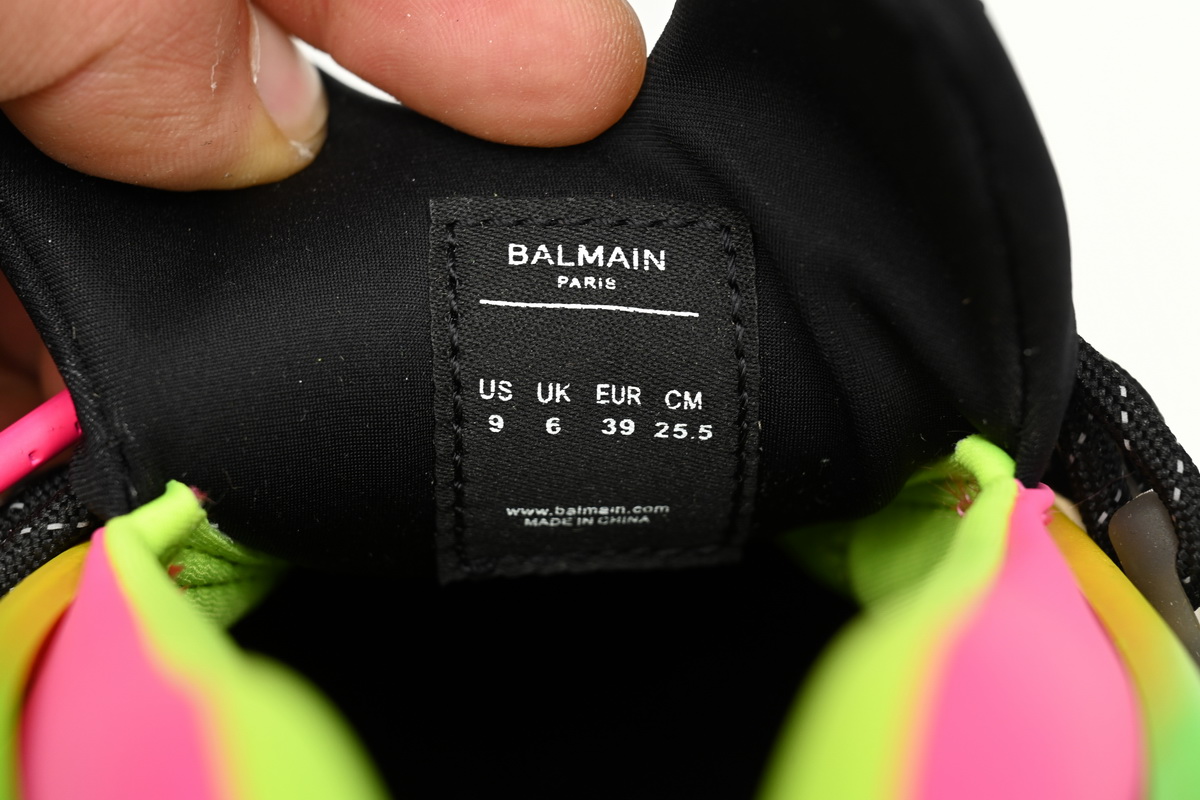 BALMAIN
PARIS
US UK EUR CM
9 6 39 25.5
www.balmain.com
MADE IN CHINA